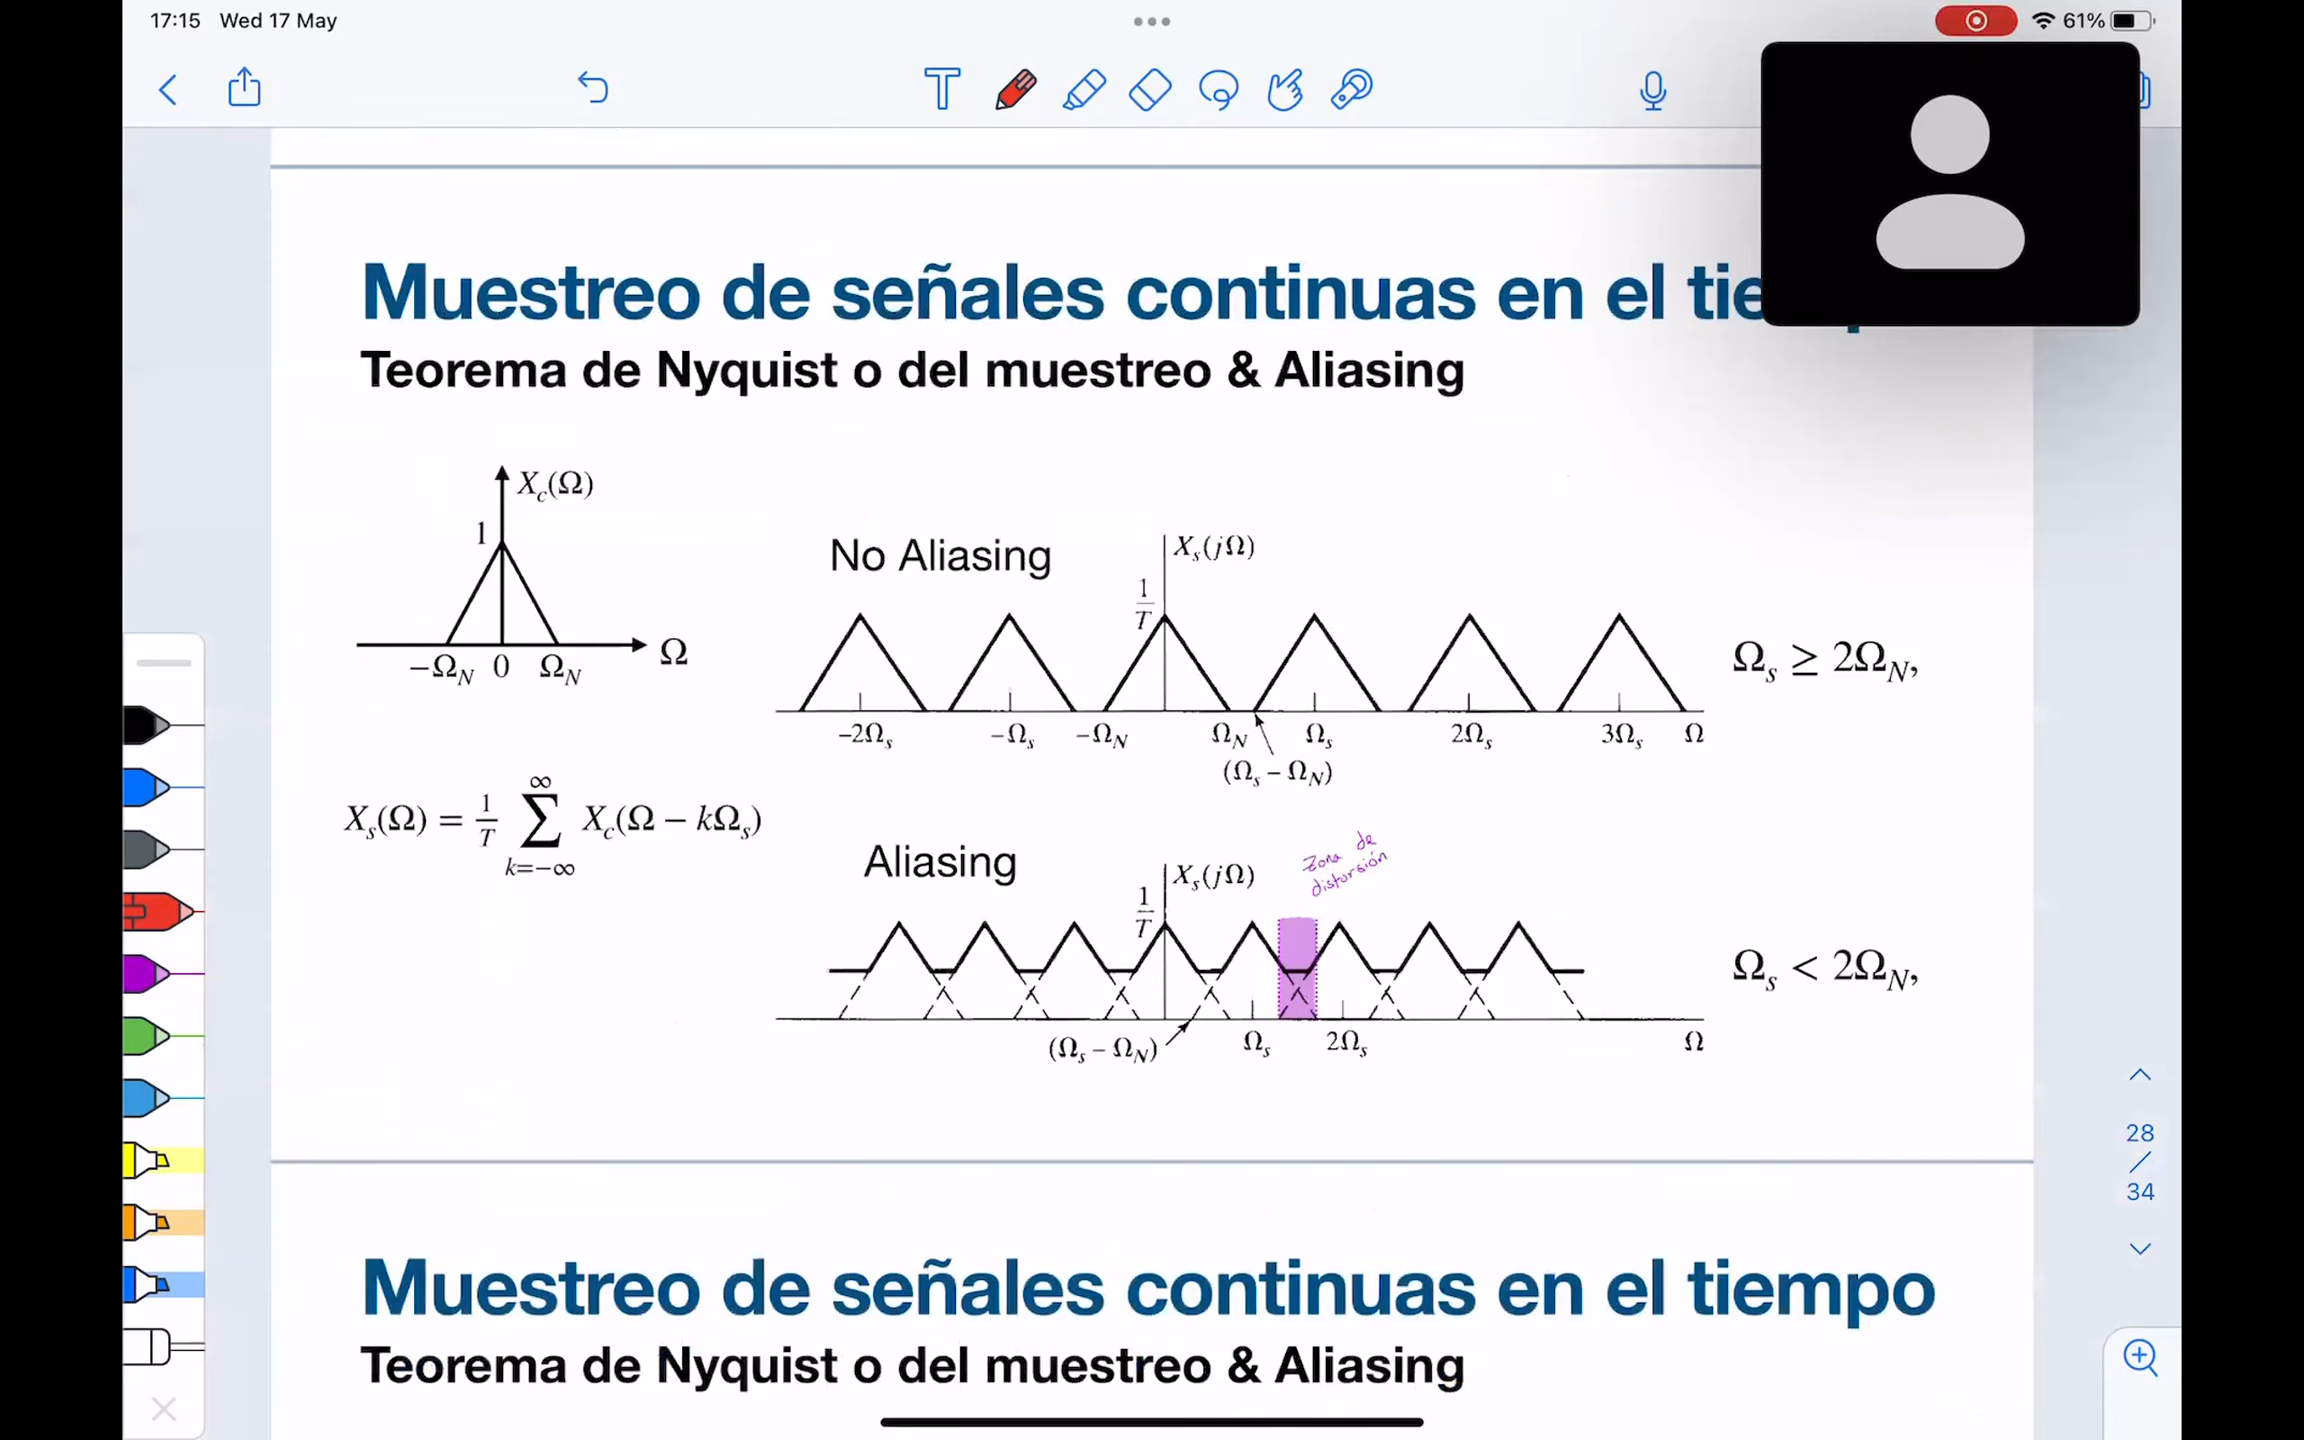 17:15 Wed 17 May
61%
T
Muestreo de señales continuas en el tie
Teorema de Nyquist o del muestreo & Aliasing
X_c(Ω)
1
−Ω_N 0 Ω_N Ω
No Aliasing
X_s(jΩ)
1/T
−2Ω_s −Ω_s −Ω_N Ω_N Ω_s 2Ω_s 3Ω_s Ω
(Ω_s − Ω_N)
Ω_s ≥ 2Ω_N,
X_s(Ω) = 1/T ∑_{k=−∞}^{∞} X_c(Ω − kΩ_s)
Aliasing
X_s(jΩ)
1/T
Zona de
distorsión
(Ω_s − Ω_N) Ω_s 2Ω_s Ω
Ω_s < 2Ω_N,
28
/
34
Muestreo de señales continuas en el tiempo
Teorema de Nyquist o del muestreo & Aliasing